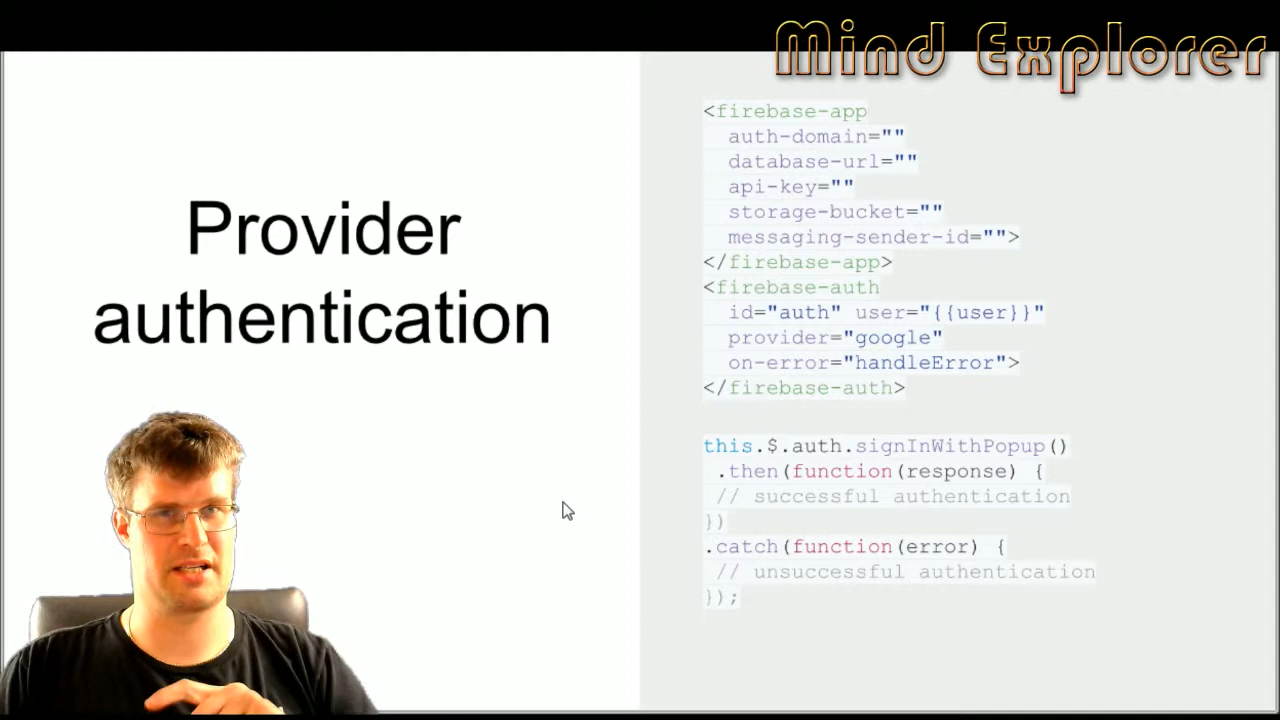 Mind Explorer
Provider
authentication
<firebase-app
auth-domain=""
database-url=""
api-key=""
storage-bucket=""
messaging-sender-id="">
</firebase-app>
<firebase-auth
id="auth" user="{{user}}"
provider="google"
on-error="handleError">
</firebase-auth>
this.$.auth.signInWithPopup()
.then(function(response) {
// successful authentication
})
.catch(function(error) {
// unsuccessful authentication
});